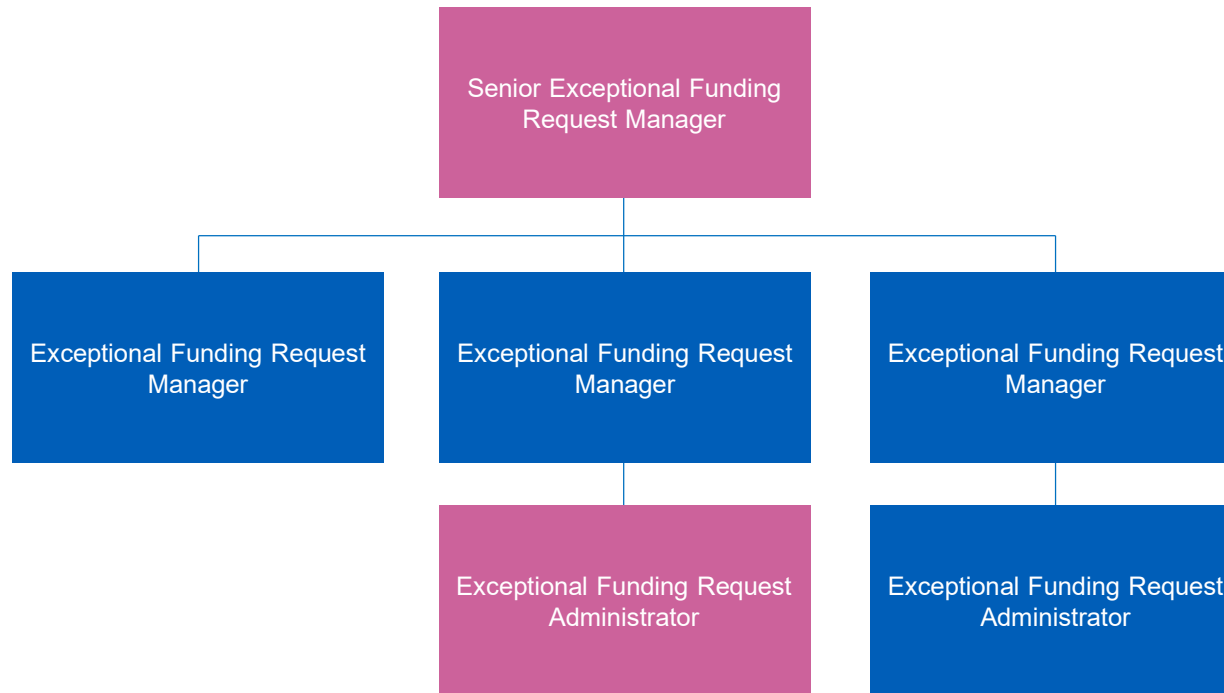 Senior Exceptional Funding
Request Manager
Exceptional Funding Request
Manager
Exceptional Funding Request
Manager
Exceptional Funding Request
Manager
Exceptional Funding Request
Administrator
Exceptional Funding Request
Administrator